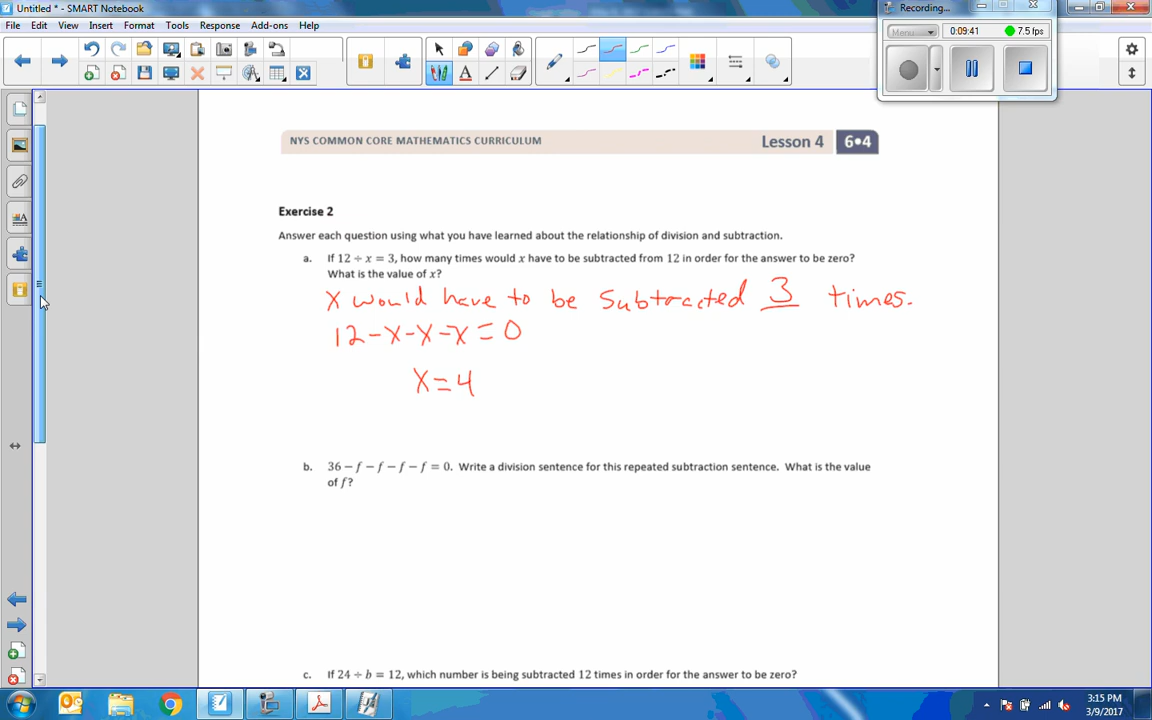 Untitled * - SMART Notebook
Recording...
File Edit View Insert Format Tools Response Add-ons Help
Menu 0:09:41 7.5 fps
NYS COMMON CORE MATHEMATICS CURRICULUM Lesson 4 6•4
Exercise 2
Answer each question using what you have learned about the relationship of division and subtraction.
a. If 12 ÷ x = 3, how many times would x have to be subtracted from 12 in order for the answer to be zero?
What is the value of x?
X would have to be subtracted 3 times.
12-X-X-X=0
X=4
b. 36 − f − f − f − f = 0. Write a division sentence for this repeated subtraction sentence. What is the value
of f?
c. If 24 ÷ b = 12, which number is being subtracted 12 times in order for the answer to be zero?
3:15 PM
3/9/2017